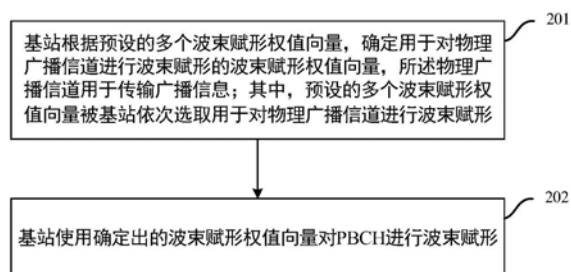 201
基站根据预设的多个波束赋形权值向量，确定用于对物理
广播信道进行波束赋形的波束赋形权值向量，所述物理广
播信道用于传输广播信息；其中，预设的多个波束赋形权
值向量被基站依次选取用于对物理广播信道进行波束赋形
202
基站使用确定出的波束赋形权值向量对PBCH进行波束赋形